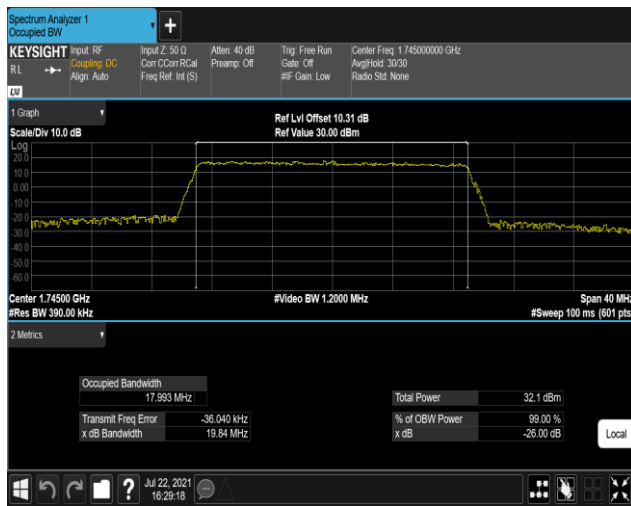 Spectrum Analyzer 1
Occupied BW
+
KEYSIGHT Input: RF Input Z: 50 Ω Atten: 40 dB Trig: Free Run Center Freq: 1.745000000 GHz
RL Coupling: DC Corr CCorr RCal Preamp: Off Gate: Off Avg|Hold: 30/30
Align: Auto Freq Ref: Int (S) #IF Gain: Low Radio Std: None
LXI
1 Graph Ref Lvl Offset 10.31 dB
Scale/Div 10.0 dB Ref Value 30.00 dBm
Log
20.0
10.0
0.00
-10.0
-20.0
-30.0
-40.0
-50.0
-60.0
Center 1.74500 GHz #Video BW 1.2000 MHz Span 40 MHz
#Res BW 390.00 kHz #Sweep 100 ms (601 pts
2 Metrics
Occupied Bandwidth
17.993 MHz Total Power 32.1 dBm
Transmit Freq Error -36.040 kHz % of OBW Power 99.00 %
x dB Bandwidth 19.84 MHz x dB -26.00 dB
Local
? Jul 22, 2021
16:29:18